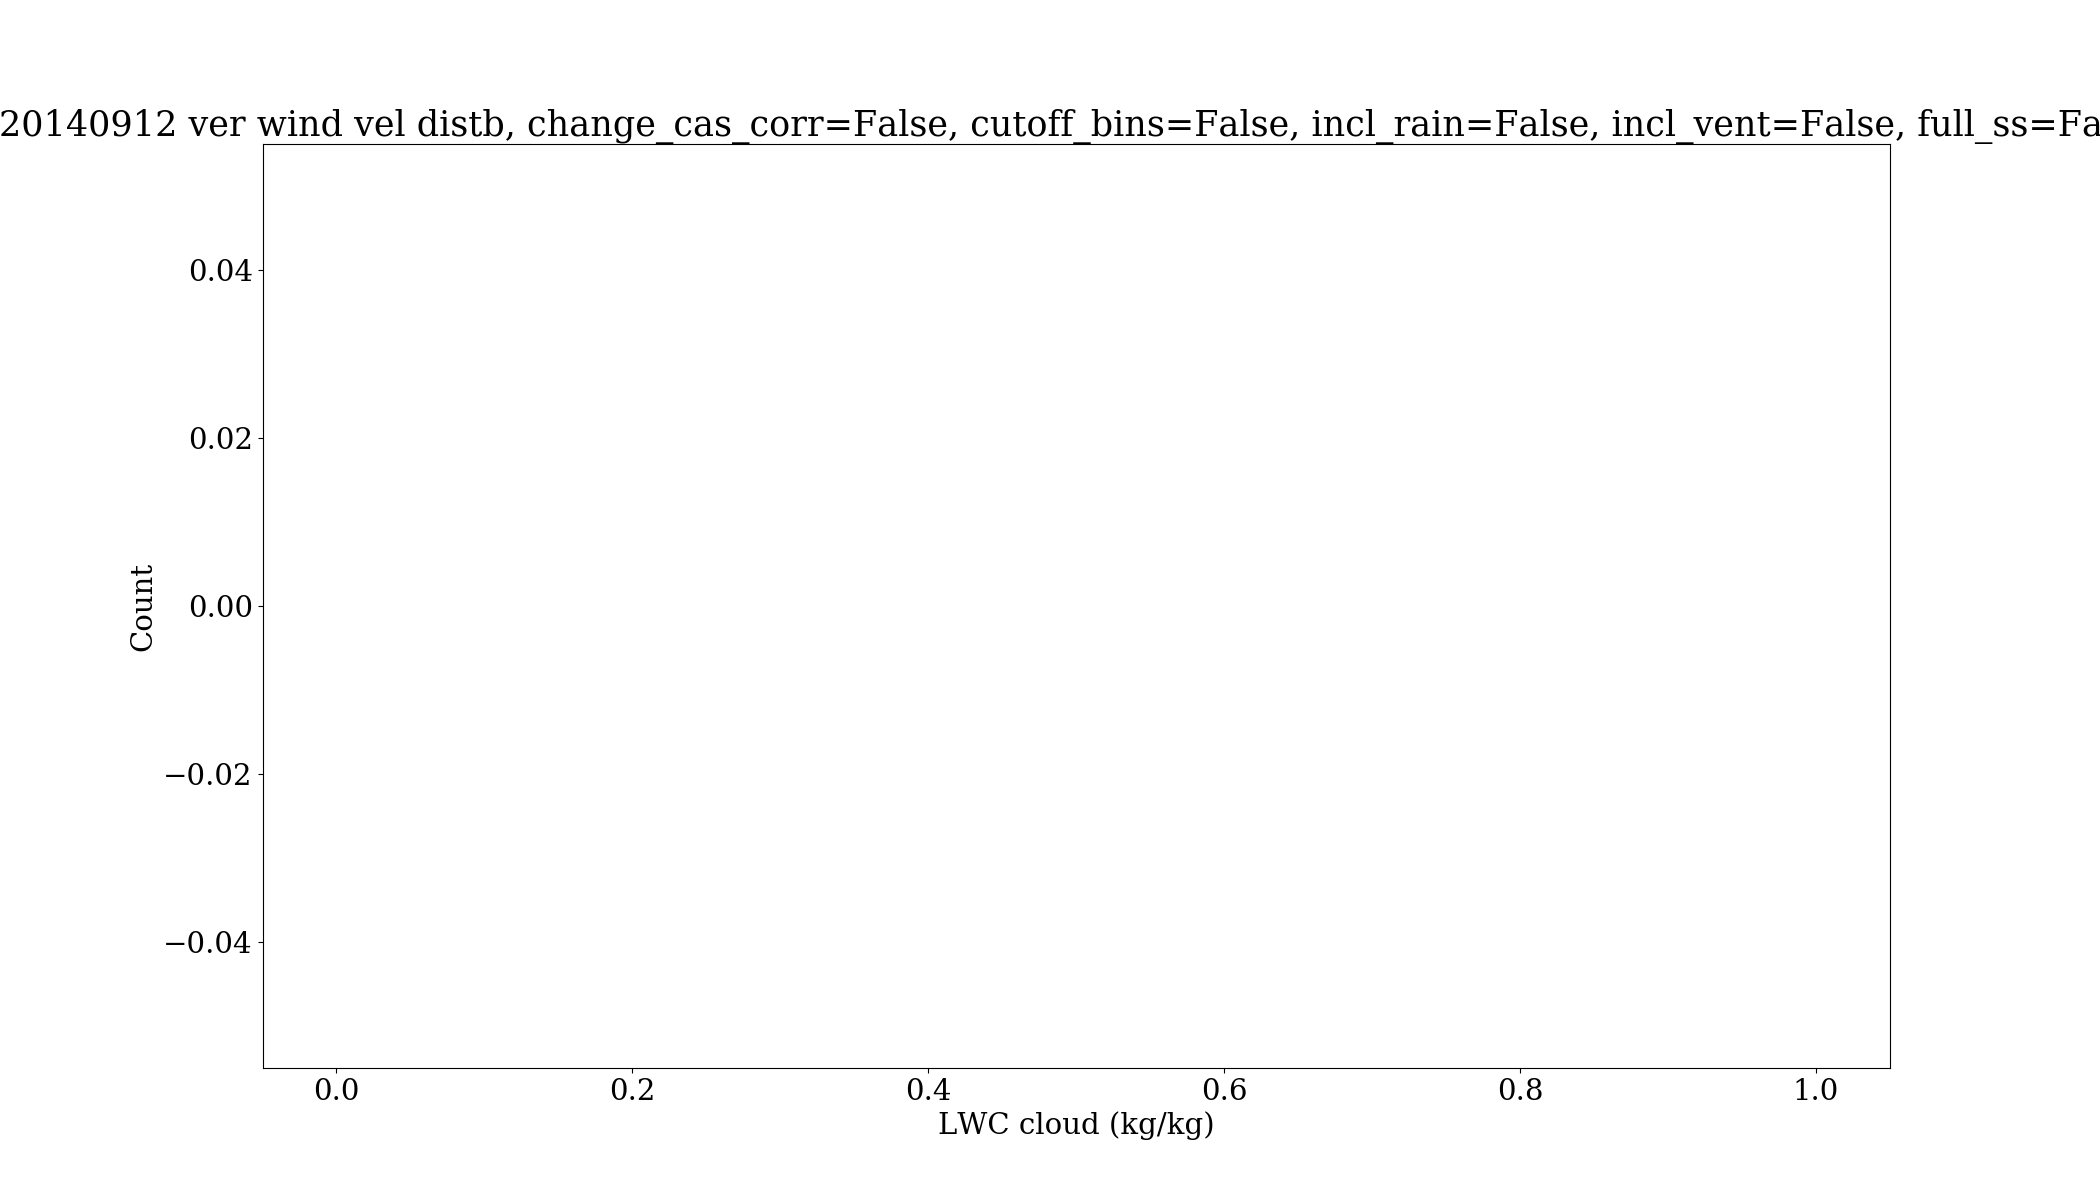 20140912 ver wind vel distb, change_cas_corr=False, cutoff_bins=False, incl_rain=False, incl_vent=False, full_ss=Fa
0.04
0.02
0.00
−0.02
−0.04
Count
0.0 0.2 0.4 0.6 0.8 1.0
LWC cloud (kg/kg)